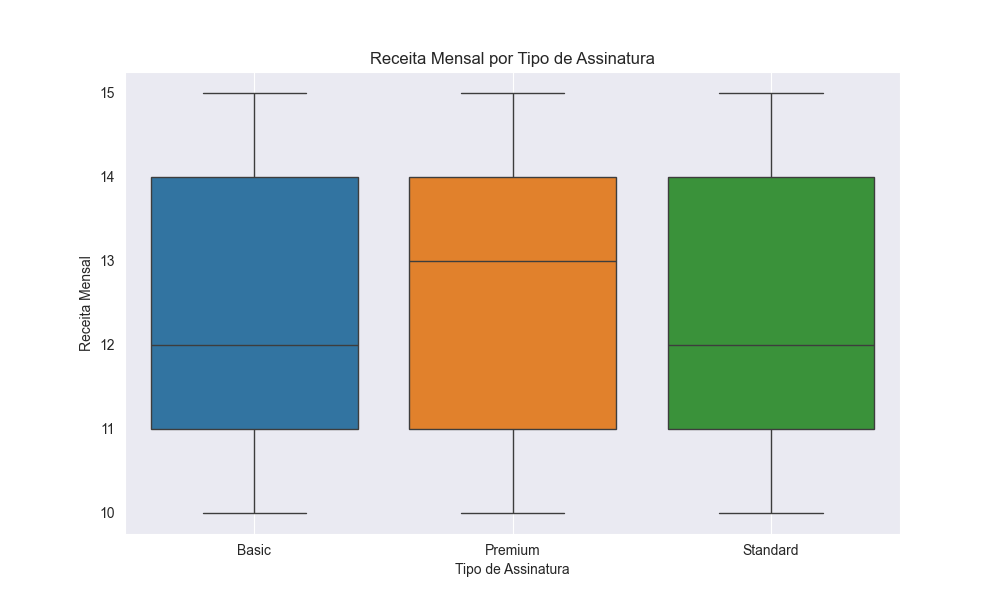 Receita Mensal por Tipo de Assinatura
Receita Mensal
15
14
13
12
11
10
Basic Premium Standard
Tipo de Assinatura